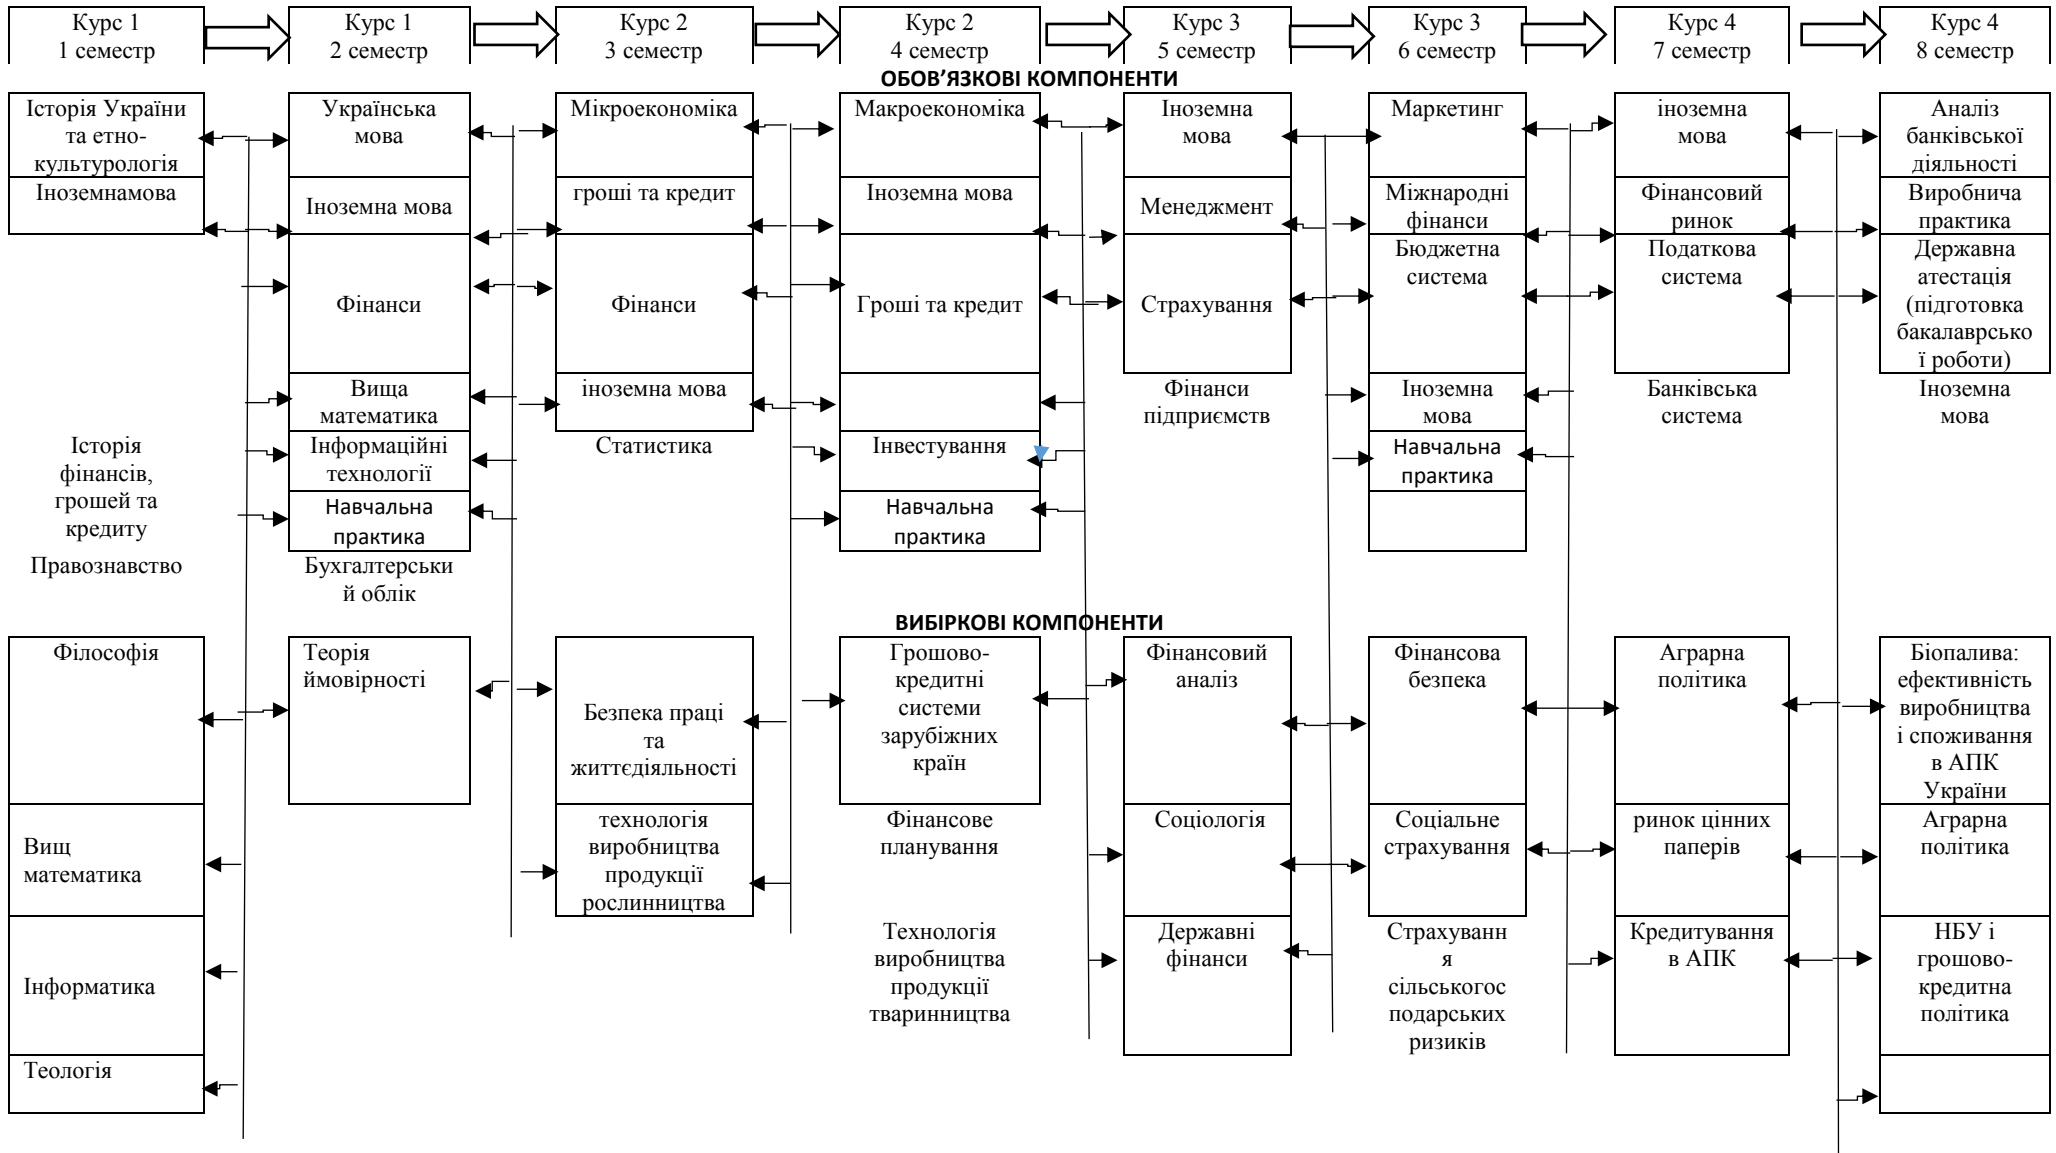 Курс 1
1 семестр
Курс 1
2 семестр
Курс 2
3 семестр
Курс 2
4 семестр
Курс 3
5 семестр
Курс 3
6 семестр
Курс 4
7 семестр
Курс 4
8 семестр
ОБОВ’ЯЗКОВІ КОМПОНЕНТИ
Історія України
та етно-
культурологія
Українська
мова
Мікроекономіка
Макроекономіка
Іноземна
мова
Маркетинг
іноземна
мова
Аналіз
банківської
діяльності
Іноземнамова
Іноземна мова
гроші та кредит
Іноземна мова
Менеджмент
Міжнародні
фінанси
Фінансовий
ринок
Виробнича
практика
Фінанси
Фінанси
Гроші та кредит
Страхування
Бюджетна
система
Податкова
система
Державна
атестація
(підготовка
бакалаврсько
ї роботи)
Вища
математика
іноземна мова
Фінанси
підприємств
Іноземна
мова
Банківська
система
Іноземна
мова
Історія
фінансів,
грошей та
кредиту
Інформаційні
технології
Статистика
Інвестування
Навчальна
практика
Навчальна
практика
Навчальна
практика
Правознавство
Бухгалтерськи
й облік
ВИБІРКОВІ КОМПОНЕНТИ
Філософія
Теорія
ймовірності
Безпека праці
та
життєдіяльності
Грошово-
кредитні
системи
зарубіжних
країн
Фінансовий
аналіз
Фінансова
безпека
Аграрна
політика
Біопалива:
ефективність
виробництва
і споживання
в АПК
України
Вищ
математика
технологія
виробництва
продукції
рослинництва
Фінансове
планування
Соціологія
Соціальне
страхування
ринок цінних
паперів
Аграрна
політика
Інформатика
Технологія
виробництва
продукції
тваринництва
Державні
фінанси
Страхуванн
я
сільськогос
подарських
ризиків
Кредитування
в АПК
НБУ і
грошово-
кредитна
політика
Теологія